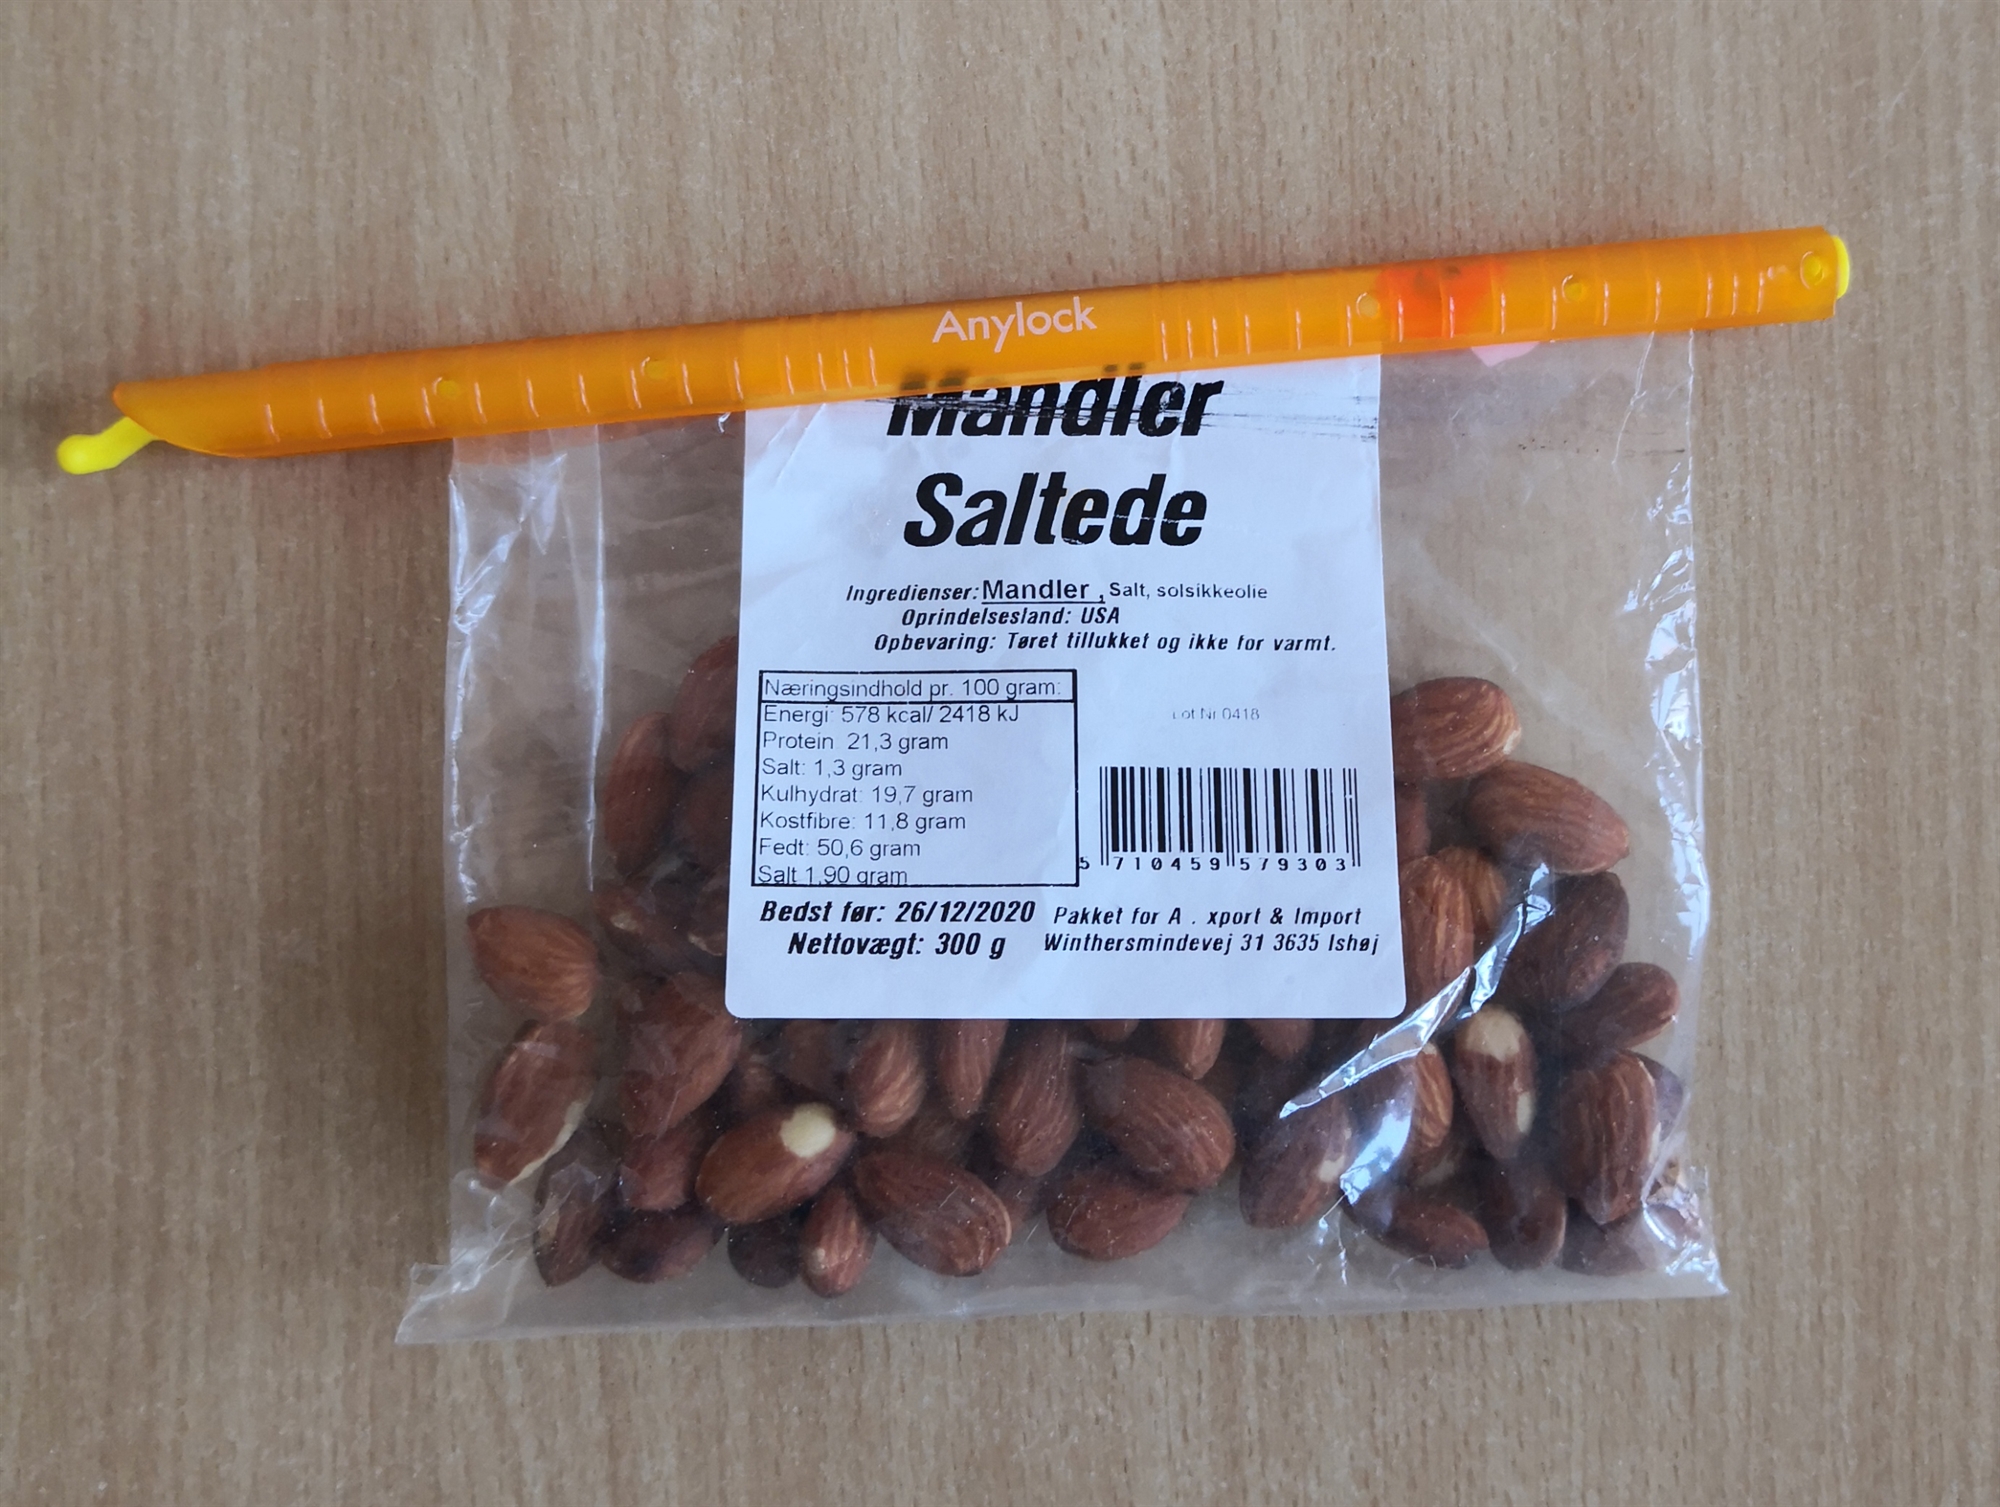 Anylock
Mandler
Saltede
Ingredienser: Mandler , Salt, solsikkeolie
Oprindelsesland: USA
Opbevaring: Tøret tillukket og ikke for varmt.
Næringsindhold pr. 100 gram:
Energi: 578 kcal/ 2418 kJ
Protein 21,3 gram
Salt: 1,3 gram
Kulhydrat: 19,7 gram
Kostfibre: 11,8 gram
Fedt: 50,6 gram
Salt 1,90 gram
Lot Nr 0418
5 710459 579303
Bedst før: 26/12/2020
Nettovægt: 300 g
Pakket for A . xport & Import
Winthersmindevej 31 3635 Ishøj